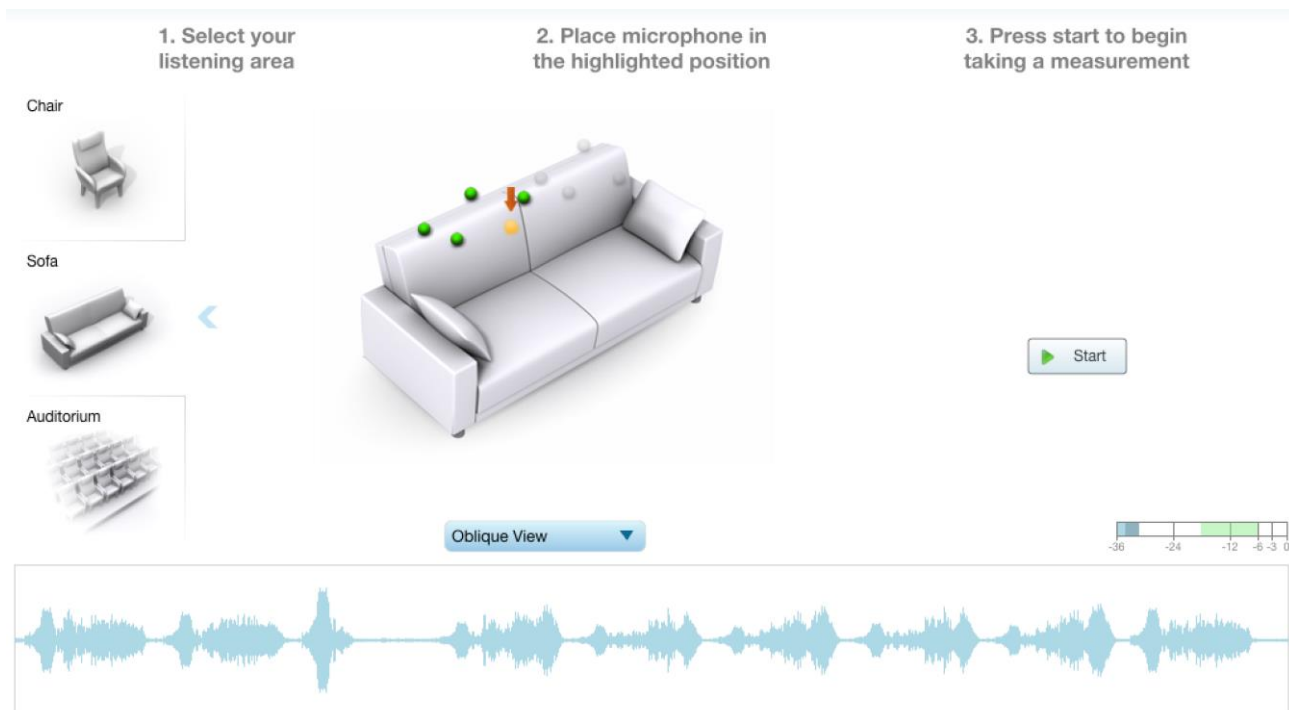 1. Select your
listening area
2. Place microphone in
the highlighted position
3. Press start to begin
taking a measurement
Chair
Sofa
Auditorium
Start
Oblique View
-36 -24 -12 -6 -3 0